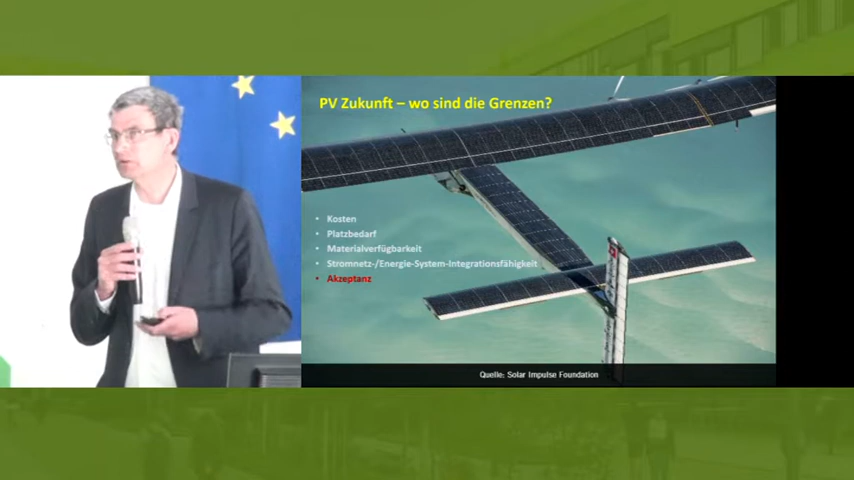 PV Zukunft – wo sind die Grenzen?
• Kosten
• Platzbedarf
• Materialverfügbarkeit
• Stromnetz-/Energie-System-Integrationsfähigkeit
• Akzeptanz
Quelle: Solar Impulse Foundation